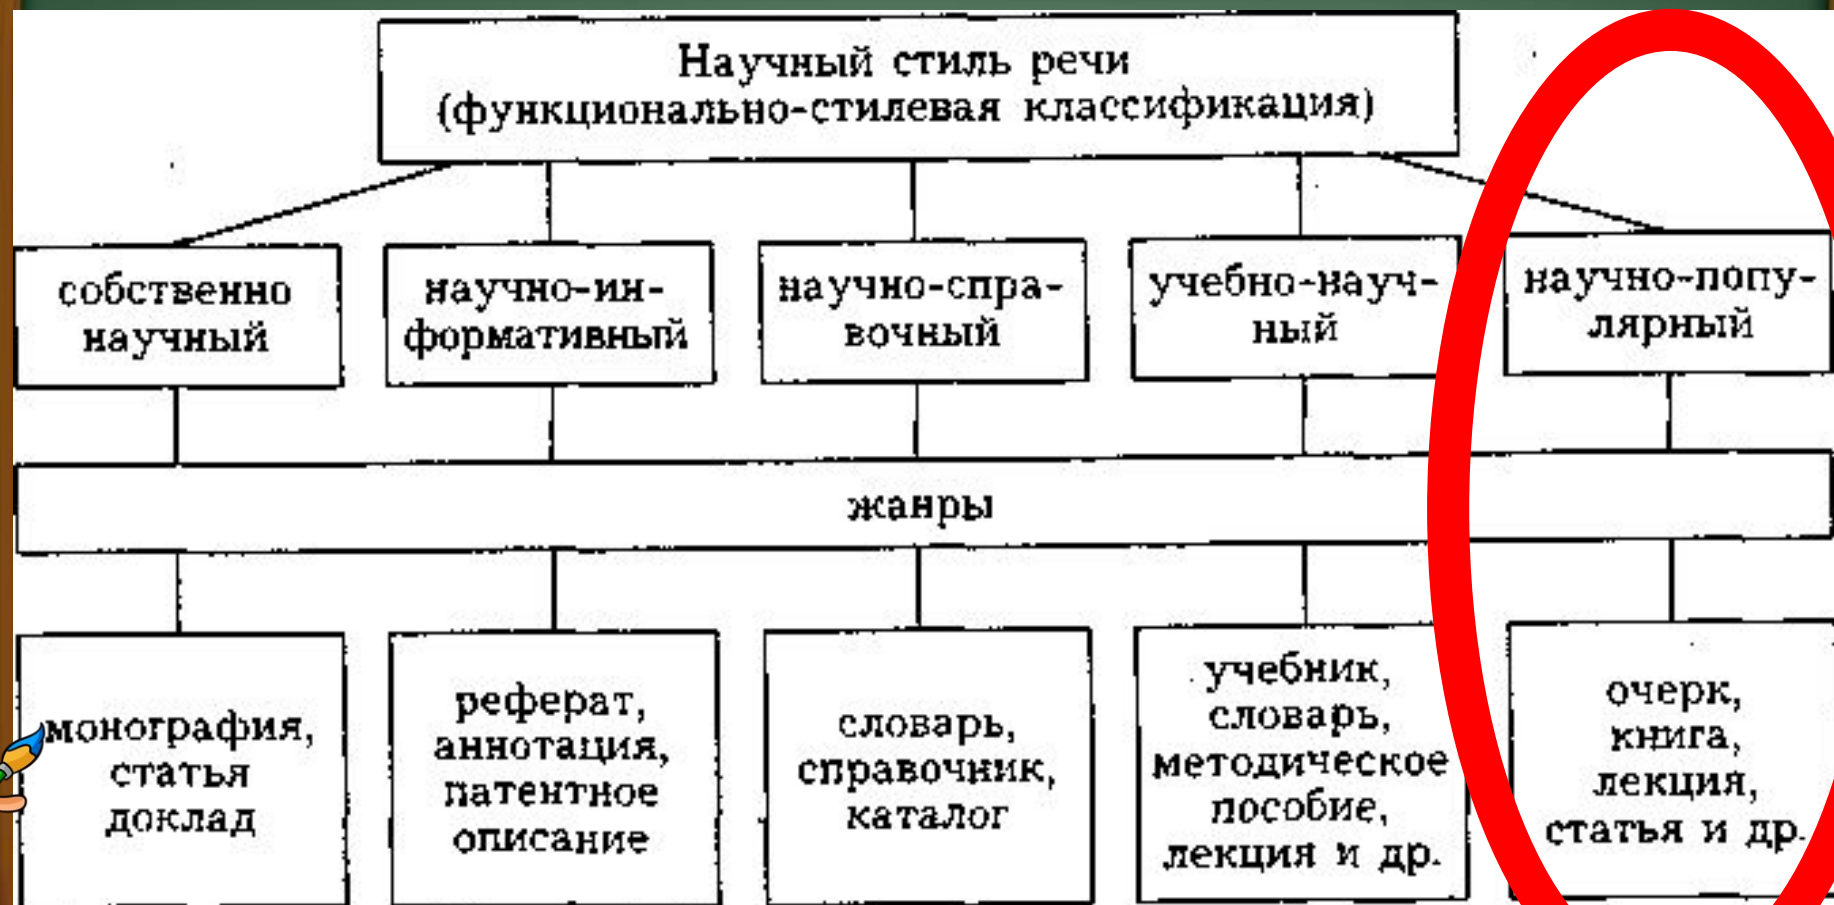 Научный стиль речи
(функционально-стилевая классификация)
собственно
научный
научно-ин-
формативный
научно-спра-
вочный
учебно-науч-
ный
научно-попу-
лярный
жанры
монография,
статья
доклад
реферат,
аннотация,
патентное
описание
словарь,
справочник,
каталог
учебник,
словарь,
методическое
пособие,
лекция и др.
очерк,
книга,
лекция,
статья и др.